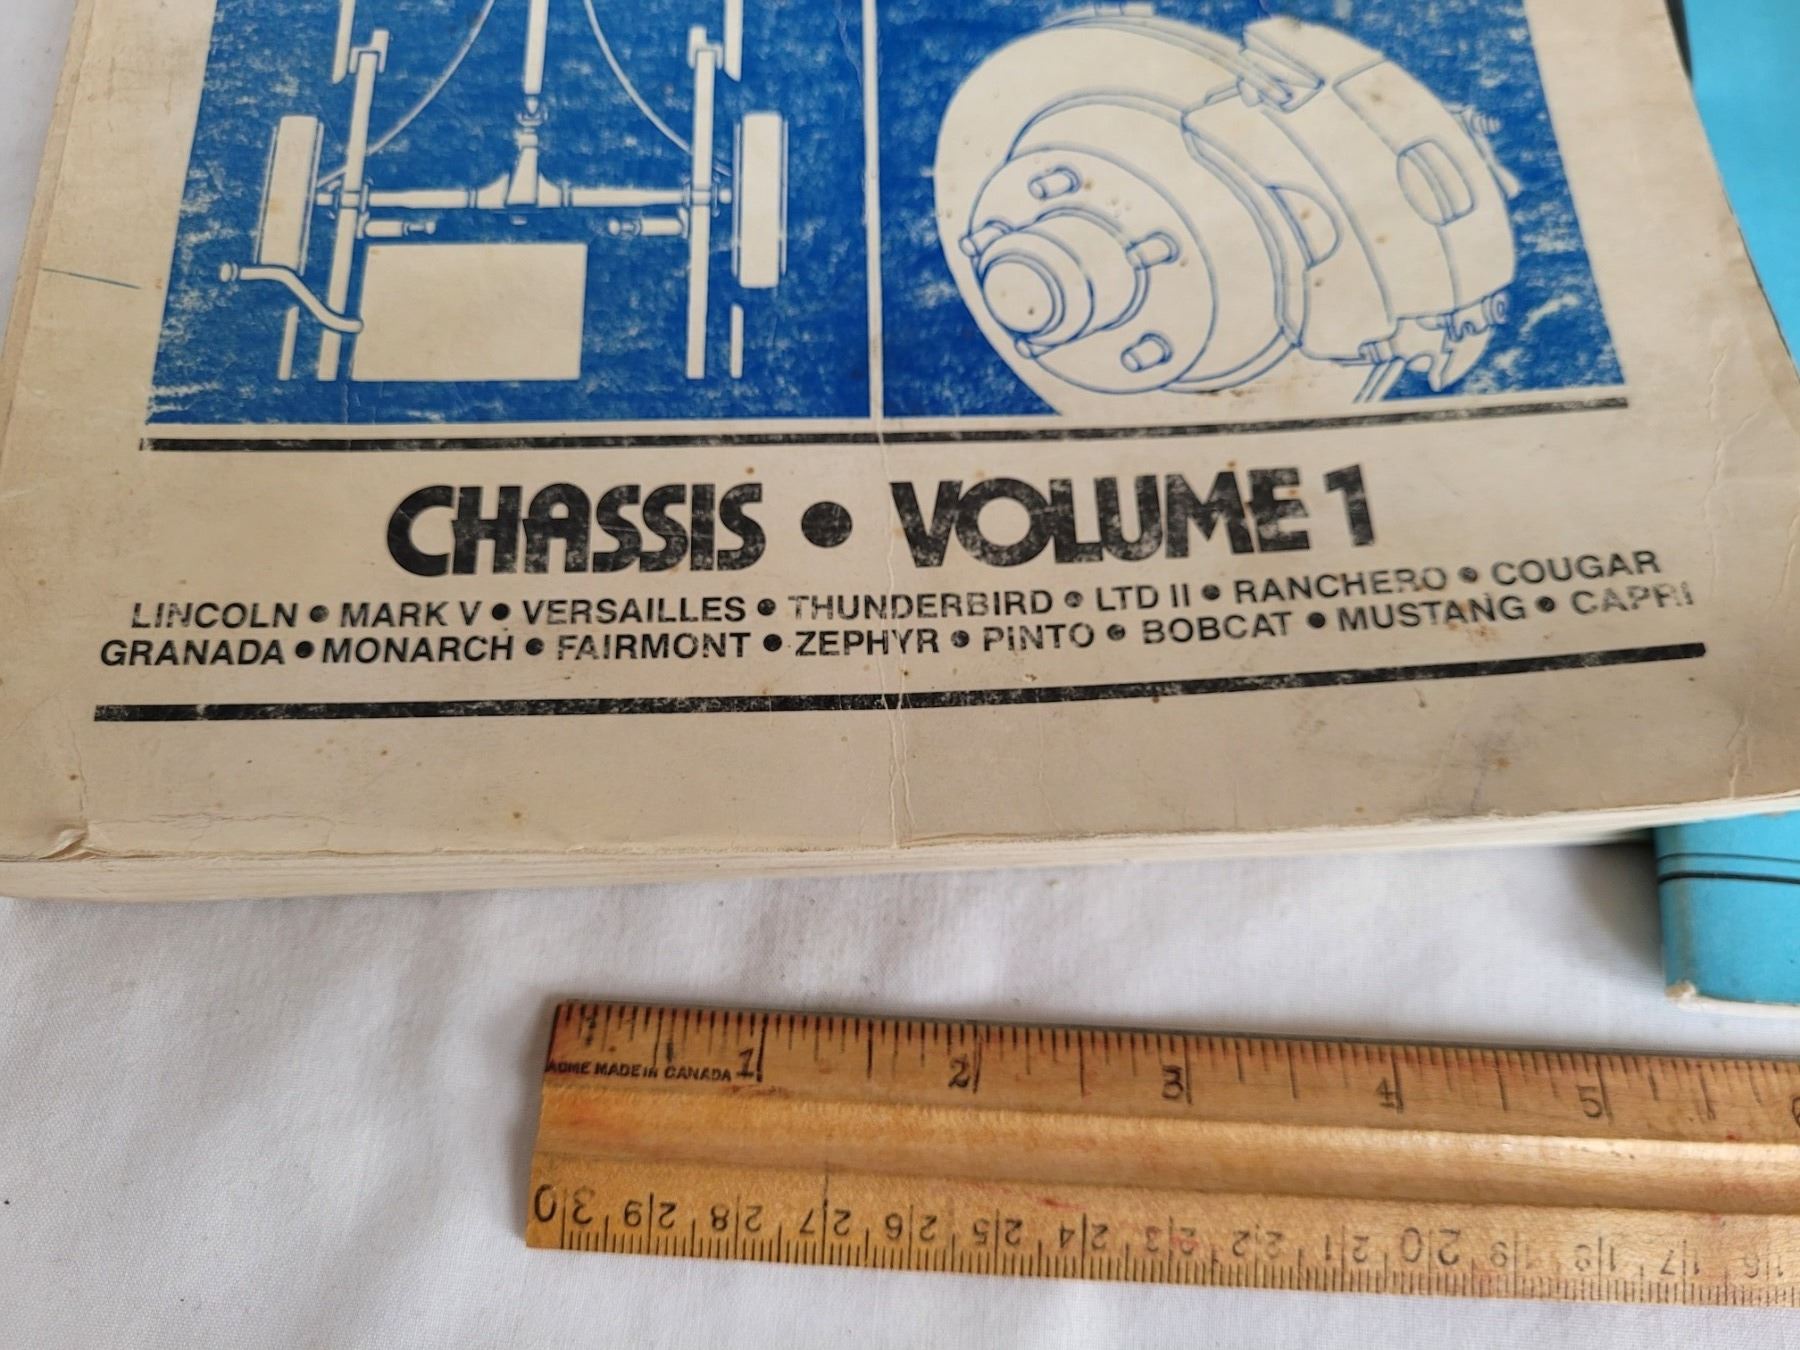 CHASSIS • VOLUME 1
LINCOLN • MARK V • VERSAILLES • THUNDERBIRD • LTD II • RANCHERO • COUGAR
GRANADA • MONARCH • FAIRMONT • ZEPHYR • PINTO • BOBCAT • MUSTANG • CAPRI
1 2 3 4 5 6
ACME MADE IN CANADA
30 29 28 27 26 25 24 23 22 21 20 19 18 17 16